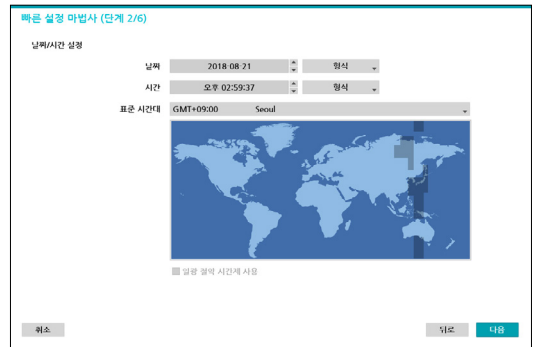 빠른 설정 마법사 (단계 2/6)
날짜/시간 설정
날짜 2018-08-21 형식
시간 오후 02:59:37 형식
표준 시간대 GMT+09:00 Seoul
일광 절약 시간제 사용
취소 뒤로 다음